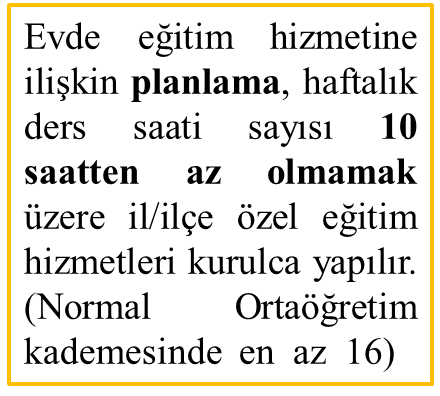 Evde eğitim hizmetine
ilişkin planlama, haftalık
ders saati sayısı 10
saatten az olmamak
üzere il/ilçe özel eğitim
hizmetleri kurulca yapılır.
(Normal Ortaöğretim
kademesinde en az 16)